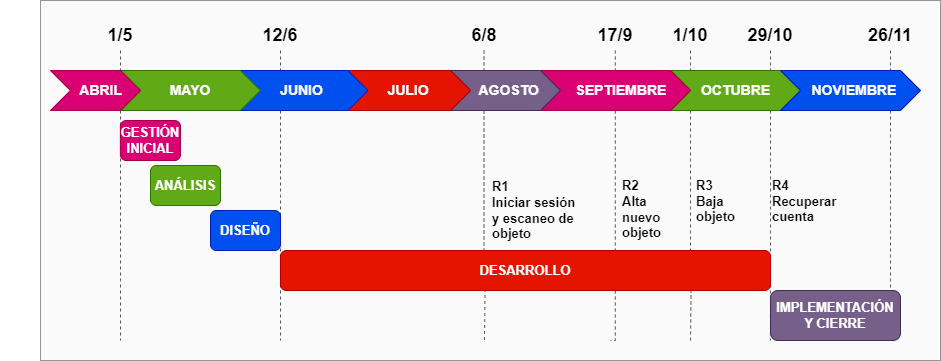 1/5
12/6
6/8
17/9
1/10
29/10
26/11
ABRIL
MAYO
JUNIO
JULIO
AGOSTO
SEPTIEMBRE
OCTUBRE
NOVIEMBRE
GESTIÓN
INICIAL
ANÁLISIS
DISEÑO
R1
Iniciar sesión
y escaneo de
objeto
R2
Alta
nuevo
objeto
R3
Baja
objeto
R4
Recuperar
cuenta
DESARROLLO
IMPLEMENTACIÓN
Y CIERRE